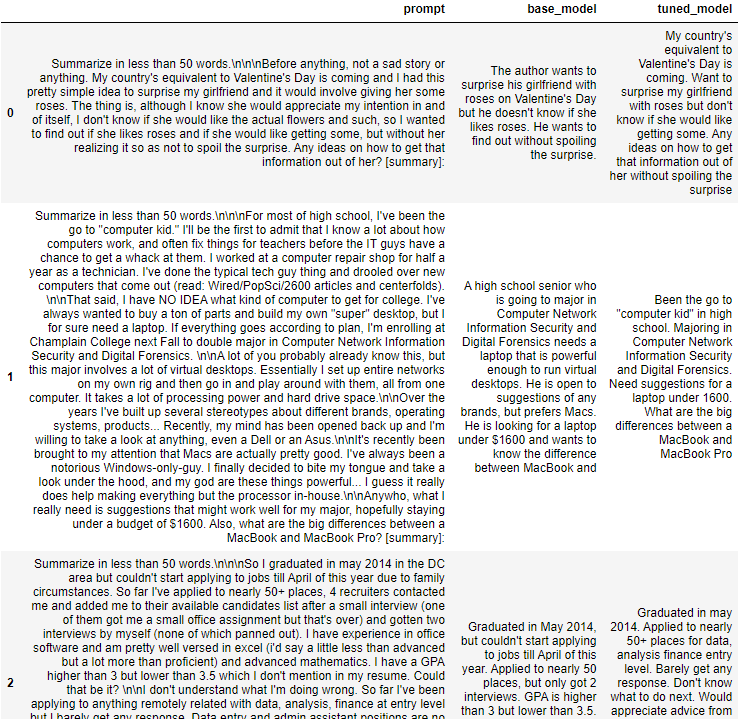 prompt base_model tuned_model
My country's
equivalent to
Summarize in less than 50 words.\n\n\nBefore anything, not a sad story or
anything. My country's equivalent to Valentine's Day is coming and I had this
pretty simple idea to surprise my girlfriend and it would involve giving her some
roses. The thing is, although I know she would appreciate my intention in and
of itself, I don't know if she would like the actual flowers and such, so I wanted
to find out if she likes roses and if she would like getting some, but without her
realizing it so as not to spoil the surprise. Any ideas on how to get that
information out of her? [summary]:
0
The author wants to
surprise his girlfriend with
roses on Valentine's Day
but he doesn't know if she
likes roses. He wants to
find out without spoiling
the surprise.
Valentine's Day is
coming. Want to
surprise my girlfriend
with roses but don't
know if she would like
getting some. Any
ideas on how to get
that information out of
her without spoiling the
surprise
1
Summarize in less than 50 words.\n\n\nFor most of high school, I've been the
go to "computer kid." I'll be the first to admit that I know a lot about how
computers work, and often fix things for teachers before the IT guys have a
chance to get a whack at them. I worked at a computer repair shop for half a
year as a technician. I've done the typical tech guy thing and drooled over new
computers that come out (read: Wired/PopSci/2600 articles and centerfolds).
\n\nThat said, I have NO IDEA what kind of computer to get for college. I've
always wanted to buy a ton of parts and build my own "super" desktop, but I
for sure need a laptop. If everything goes according to plan, I'm enrolling at
Champlain College next Fall to double major in Computer Network Information
Security and Digital Forensics. \n\nA lot of you probably already know this, but
this major involves a lot of virtual desktops. Essentially I set up entire networks
on my own rig and then go in and play around with them, all from one
computer. It takes a lot of processing power and hard drive space.\n\nOver the
years I've built up several stereotypes about different brands, operating
systems, products... Recently, my mind has been opened back up and I'm
willing to take a look at anything, even a Dell or an Asus.\n\nIt's recently been
brought to my attention that Macs are actually pretty good. I've always been a
notorious Windows-only-guy. I finally decided to bite my tongue and take a
look under the hood, and my god are these things powerful... I guess it really
does help making everything but the processor in-house.\n\nAnywho, what I
really need is suggestions that might work well for my major, hopefully staying
under a budget of $1600. Also, what are the big differences between a
MacBook and MacBook Pro? [summary]:
A high school senior who
is going to major in
Computer Network
Information Security and
Digital Forensics needs a
laptop that is powerful
enough to run virtual
desktops. He is open to
suggestions of any
brands, but prefers Macs.
He is looking for a laptop
under $1600 and wants to
know the difference
between MacBook and
Been the go to
"computer kid" in high
school. Majoring in
Computer Network
Information Security
and Digital Forensics.
Need suggestions for a
laptop under 1600.
What are the big
differences between a
MacBook and
MacBook Pro
2
Summarize in less than 50 words.\n\n\nSo I graduated in may 2014 in the DC
area but couldn't start applying to jobs till April of this year due to family
circumstances. So far I've applied to nearly 50+ places, 4 recruiters contacted
me and added me to their available candidates list after a small interview (one
of them got me a small office assignment but that's over) and gotten two
interviews by myself (none of which panned out). I have experience in office
software and am pretty well versed in excel (i'd say a little less than advanced
but a lot more than proficient) and advanced mathematics. I have a GPA
higher than 3 but lower than 3.5 which I don't mention in my resume. Could
that be it? \n\nI don't understand what I'm doing wrong. So far I've been
applying to anything remotely related with data, analysis, finance at entry level
but I barely get any response. Data entry and admin assistant positions are no
Graduated in May 2014,
but couldn't start applying
to jobs till April of this
year. Applied to nearly 50
places, but only got 2
interviews. GPA is higher
than 3 but lower than 3.5.
Graduated in may
2014. Applied to nearly
50+ places for data,
analysis finance entry
level. Barely get any
response. Don't know
what to do next. Would
appreciate advice from